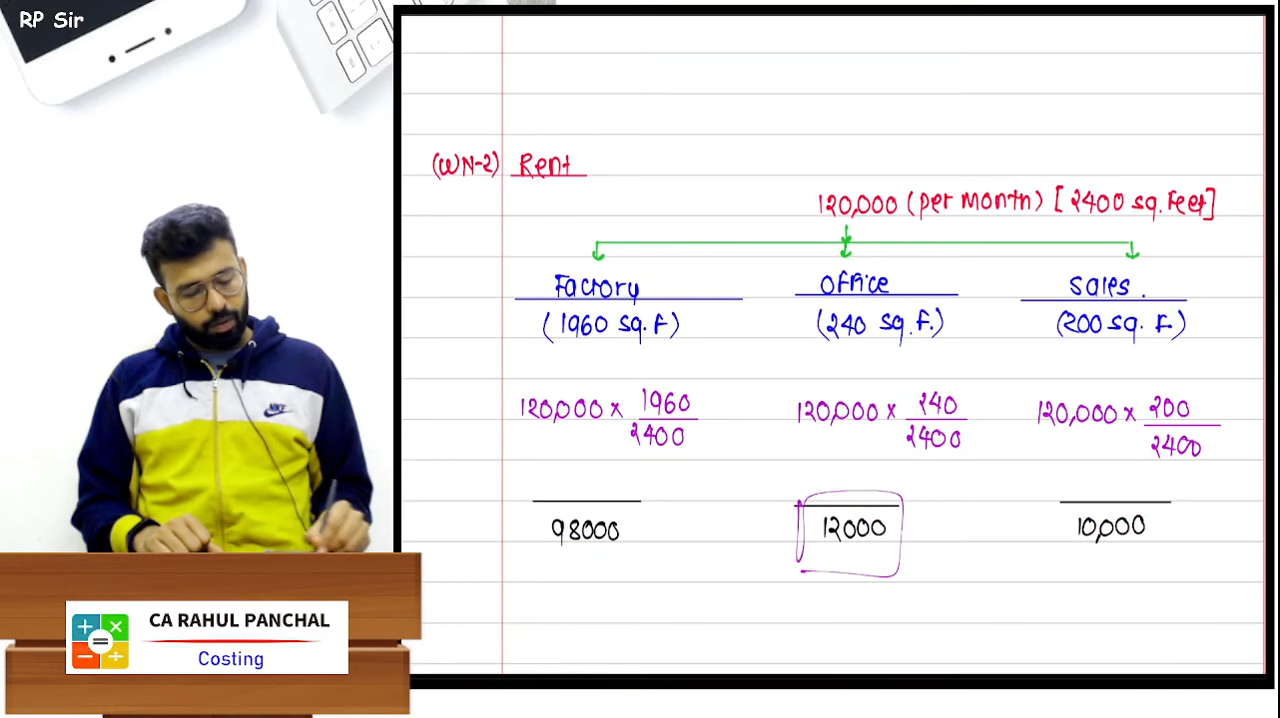 RP Sir
(WN-2) Rent
120,000 (per month) [2400 sq. Feet]
Factory Office Sales.
(1960 sq.F) (240 sq.F.) (200 sq. F.)
120,000 × 1960/2400 120,000 × 240/2400 120,000 × 200/2400
98000 12000 10,000
NIKE
CA RAHUL PANCHAL
Costing